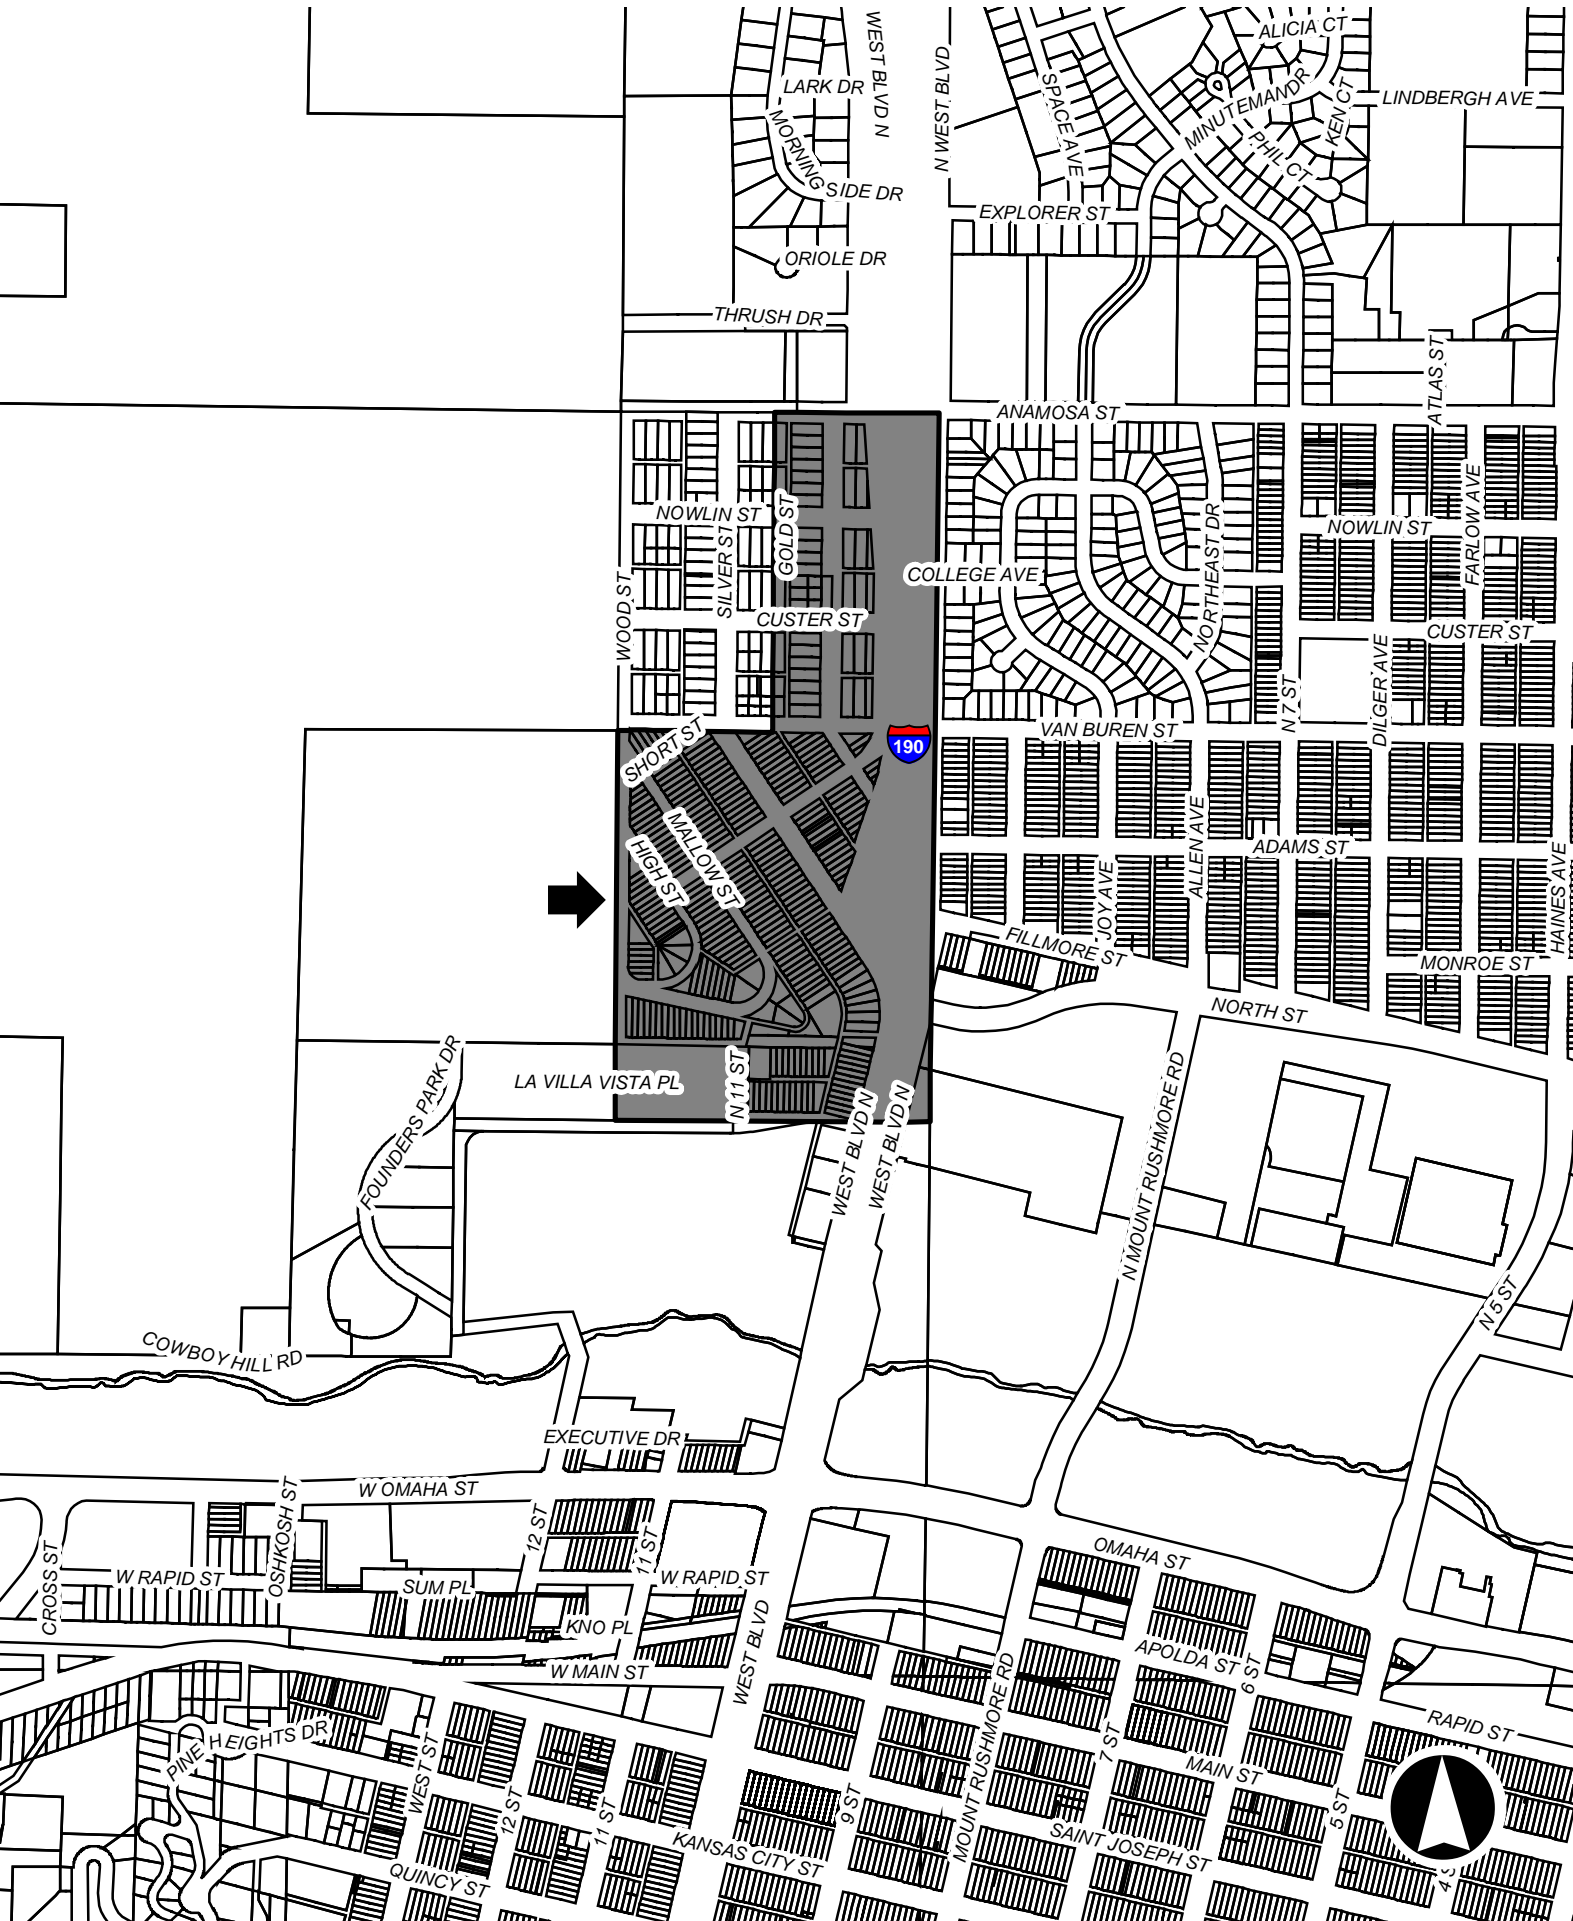 ALICIA CT
WEST BLVD N
N WEST BLVD
LARK DR
SPACE AVE
MINUTEMAN DR
KEN CT
LINDBERGH AVE
MORNINGSIDE DR
PHIL CT
EXPLORER ST
ORIOLE DR
THRUSH DR
ATLAS ST
ANAMOSA ST
NOWLIN ST
GOLD ST
SILVER ST
NORTHEAST DR
NOWLIN ST
FARLOW AVE
WOOD ST
COLLEGE AVE
CUSTER ST
CUSTER ST
DILGER AVE
N 7 ST
SHORT ST
190
VAN BUREN ST
MALLOW ST
HIGH ST
ALLEN AVE
ADAMS ST
JOY AVE
HAINES AVE
FILLMORE ST
MONROE ST
NORTH ST
FOUNDERS PARK DR
LA VILLA VISTA PL
N 11 ST
WEST BLVD N
WEST BLVD N
N MOUNT RUSHMORE RD
N 5 ST
COWBOY HILL RD
EXECUTIVE DR
W OMAHA ST
OSHKOSH ST
12 ST
11 ST
CROSS ST
W RAPID ST
SUM PL
W RAPID ST
OMAHA ST
KNO PL
WEST BLVD
APOLDA ST
6 ST
W MAIN ST
MOUNT RUSHMORE RD
PINE HEIGHTS DR
WEST ST
7 ST
RAPID ST
MAIN ST
12 ST
11 ST
9 ST
5 ST
KANSAS CITY ST
SAINT JOSEPH ST
QUINCY ST
4 S